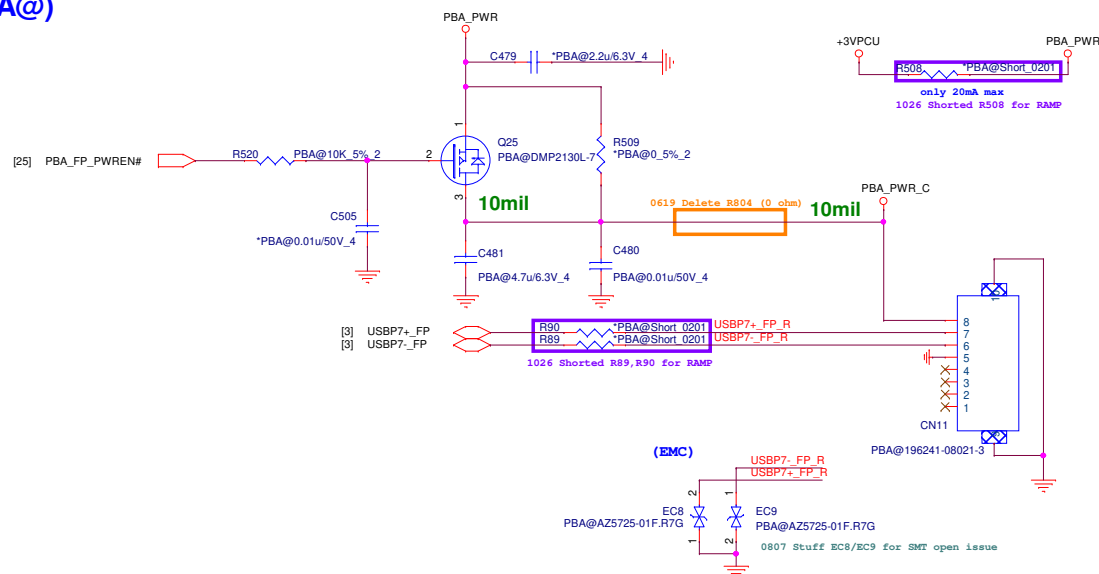 A@)
PBA_PWR
C479 *PBA@2.2u/6.3V_4
+3VPCU
PBA_PWR
R508 *PBA@Short_0201
only 20mA max
1026 Shorted R508 for RAMP
1
Q25
PBA@DMP2130L-7
R509
*PBA@0_5%_2
[25] PBA_FP_PWREN#
R520 PBA@10K_5%_2
2
3
10mil
0619 Delete R804 (0 ohm)
10mil
PBA_PWR_C
C505
*PBA@0.01u/50V_4
C481
PBA@4.7u/6.3V_4
C480
PBA@0.01u/50V_4
[3] USBP7+_FP
R90 *PBA@Short_0201
USBP7+_FP_R
[3] USBP7-_FP
R89 *PBA@Short_0201
USBP7-_FP_R
1026 Shorted R89,R90 for RAMP
8
7
6
5
4
3
2
1
CN11
PBA@196241-08021-3
(EMC)
USBP7-_FP_R
USBP7+_FP_R
2
1
EC8
PBA@AZ5725-01F.R7G
EC9
PBA@AZ5725-01F.R7G
1
2
0807 Stuff EC8/EC9 for SMT open issue